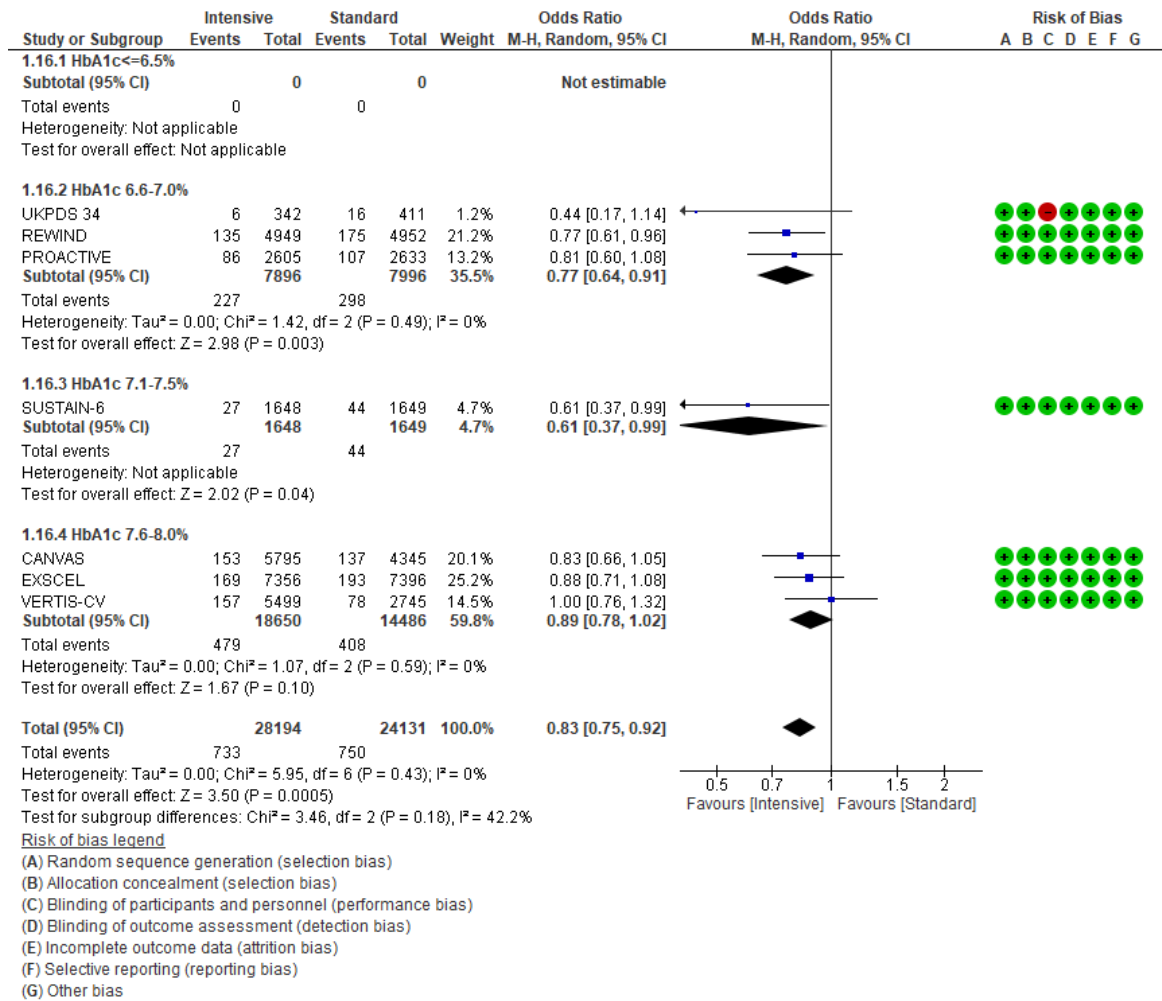 Intensive Standard Odds Ratio Odds Ratio Risk of Bias
Study or Subgroup Events Total Events Total Weight M-H, Random, 95% CI M-H, Random, 95% CI A B C D E F G
1.16.1 HbA1c<=6.5%
Subtotal (95% CI) 0 0 Not estimable
Total events 0 0
Heterogeneity: Not applicable
Test for overall effect: Not applicable
1.16.2 HbA1c 6.6-7.0%
UKPDS 34 6 342 16 411 1.2% 0.44 [0.17, 1.14] + + - + + + +
REWIND 135 4949 175 4952 21.2% 0.77 [0.61, 0.96] + + + + + + +
PROACTIVE 86 2605 107 2633 13.2% 0.81 [0.60, 1.08] + + + + + + +
Subtotal (95% CI) 7896 7996 35.5% 0.77 [0.64, 0.91]
Total events 227 298
Heterogeneity: Tau² = 0.00; Chi² = 1.42, df = 2 (P = 0.49); I² = 0%
Test for overall effect: Z = 2.98 (P = 0.003)
1.16.3 HbA1c 7.1-7.5%
SUSTAIN-6 27 1648 44 1649 4.7% 0.61 [0.37, 0.99] + + + + + + +
Subtotal (95% CI) 1648 1649 4.7% 0.61 [0.37, 0.99]
Total events 27 44
Heterogeneity: Not applicable
Test for overall effect: Z = 2.02 (P = 0.04)
1.16.4 HbA1c 7.6-8.0%
CANVAS 153 5795 137 4345 20.1% 0.83 [0.66, 1.05] + + + + + + +
EXSCEL 169 7356 193 7396 25.2% 0.88 [0.71, 1.08] + + + + + + +
VERTIS-CV 157 5499 78 2745 14.5% 1.00 [0.76, 1.32] + + + + + + +
Subtotal (95% CI) 18650 14486 59.8% 0.89 [0.78, 1.02]
Total events 479 408
Heterogeneity: Tau² = 0.00; Chi² = 1.07, df = 2 (P = 0.59); I² = 0%
Test for overall effect: Z = 1.67 (P = 0.10)
Total (95% CI) 28194 24131 100.0% 0.83 [0.75, 0.92]
Total events 733 750
Heterogeneity: Tau² = 0.00; Chi² = 5.95, df = 6 (P = 0.43); I² = 0%
Test for overall effect: Z = 3.50 (P = 0.0005)
Test for subgroup differences: Chi² = 3.46, df = 2 (P = 0.18), I² = 42.2%
0.5 0.7 1 1.5 2
Favours [Intensive] Favours [Standard]
Risk of bias legend
(A) Random sequence generation (selection bias)
(B) Allocation concealment (selection bias)
(C) Blinding of participants and personnel (performance bias)
(D) Blinding of outcome assessment (detection bias)
(E) Incomplete outcome data (attrition bias)
(F) Selective reporting (reporting bias)
(G) Other bias